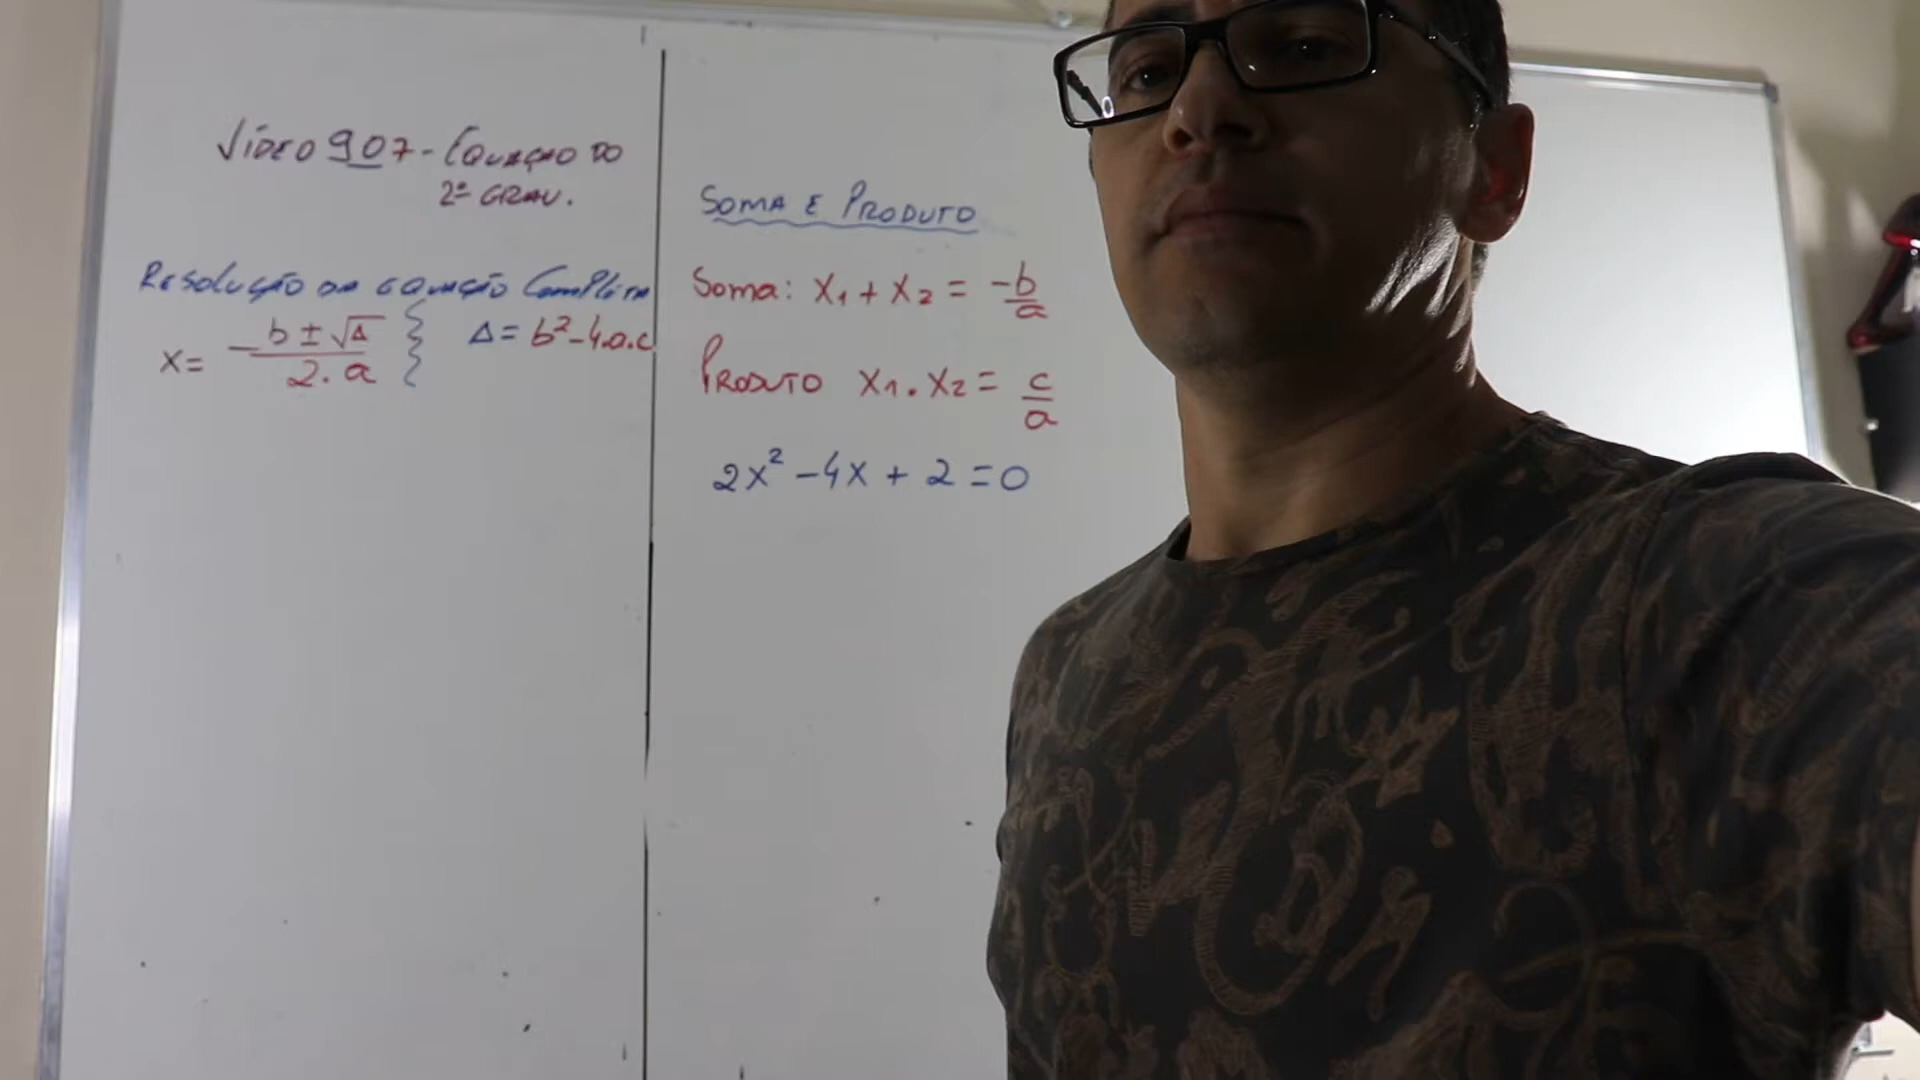 VÍDEO 907 - EQUAÇÃO DO
2º GRAU.
RESOLUÇÃO DA EQUAÇÃO COMPLETA
x = -b ± √Δ / 2.a } Δ = b² - 4.a.c
SOMA E PRODUTO
Soma: x₁ + x₂ = -b/a
PRODUTO x₁ . x₂ = c/a
2x² - 4x + 2 = 0